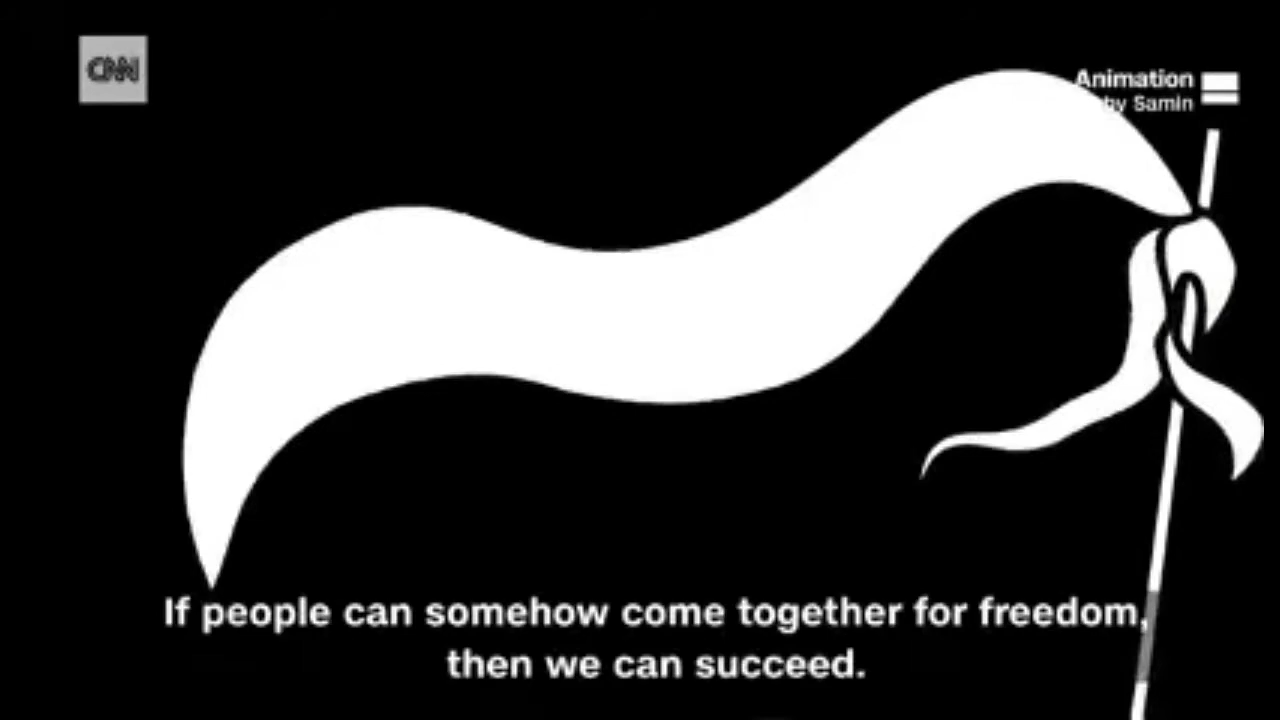 CNN
Animation
by Samin
If people can somehow come together for freedom,
then we can succeed.